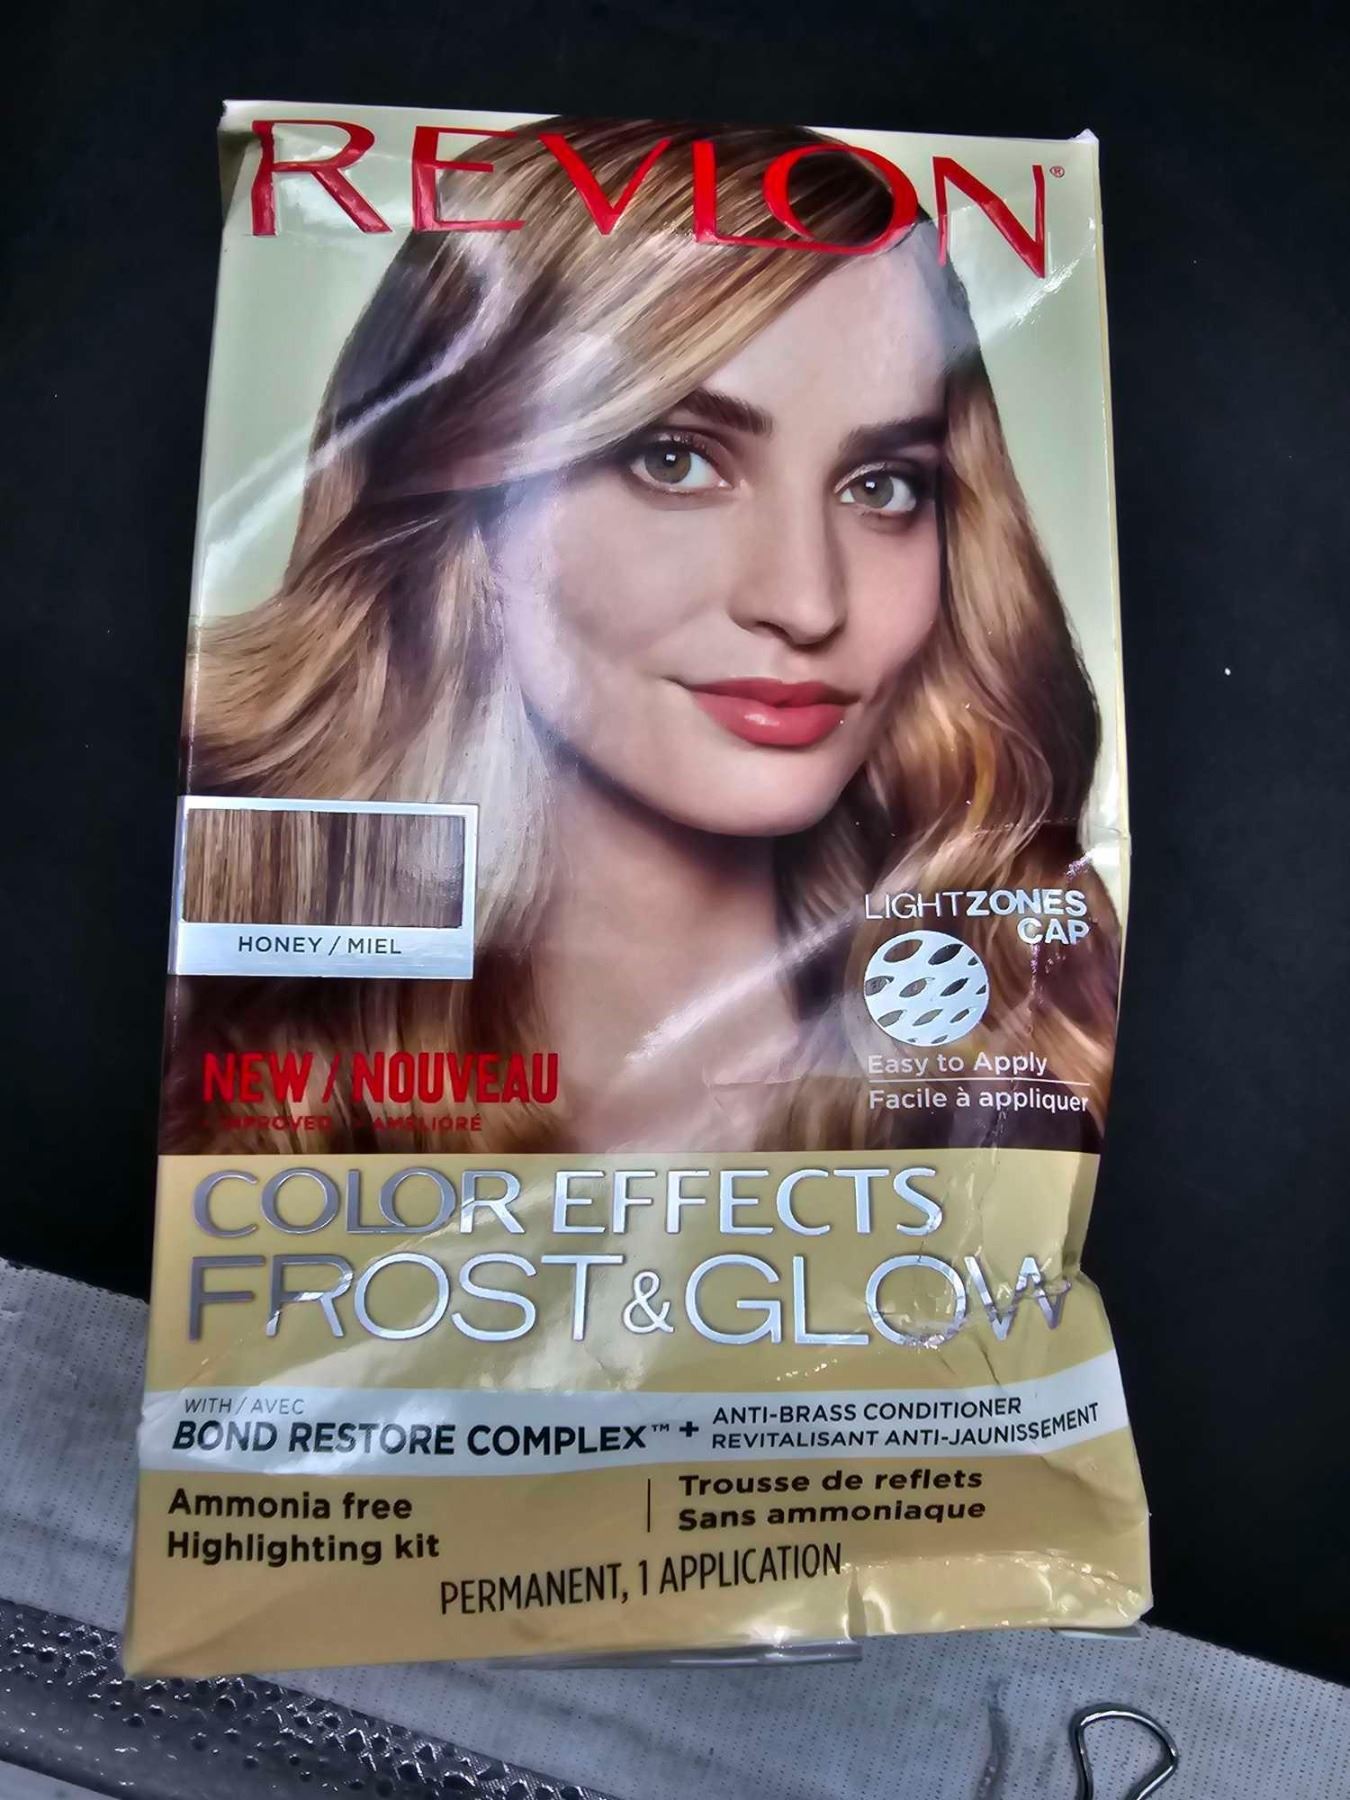 REVLON®
HONEY / MIEL
LIGHTZONES
CAP
Easy to Apply
Facile à appliquer
NEW / NOUVEAU
IMPROVED AMÉLIORÉ
COLOR EFFECTS
FROST&GLOW
WITH / AVEC
BOND RESTORE COMPLEX™ +
ANTI-BRASS CONDITIONER
REVITALISANT ANTI-JAUNISSEMENT
Ammonia free
Highlighting kit
Trousse de reflets
Sans ammoniaque
PERMANENT, 1 APPLICATION